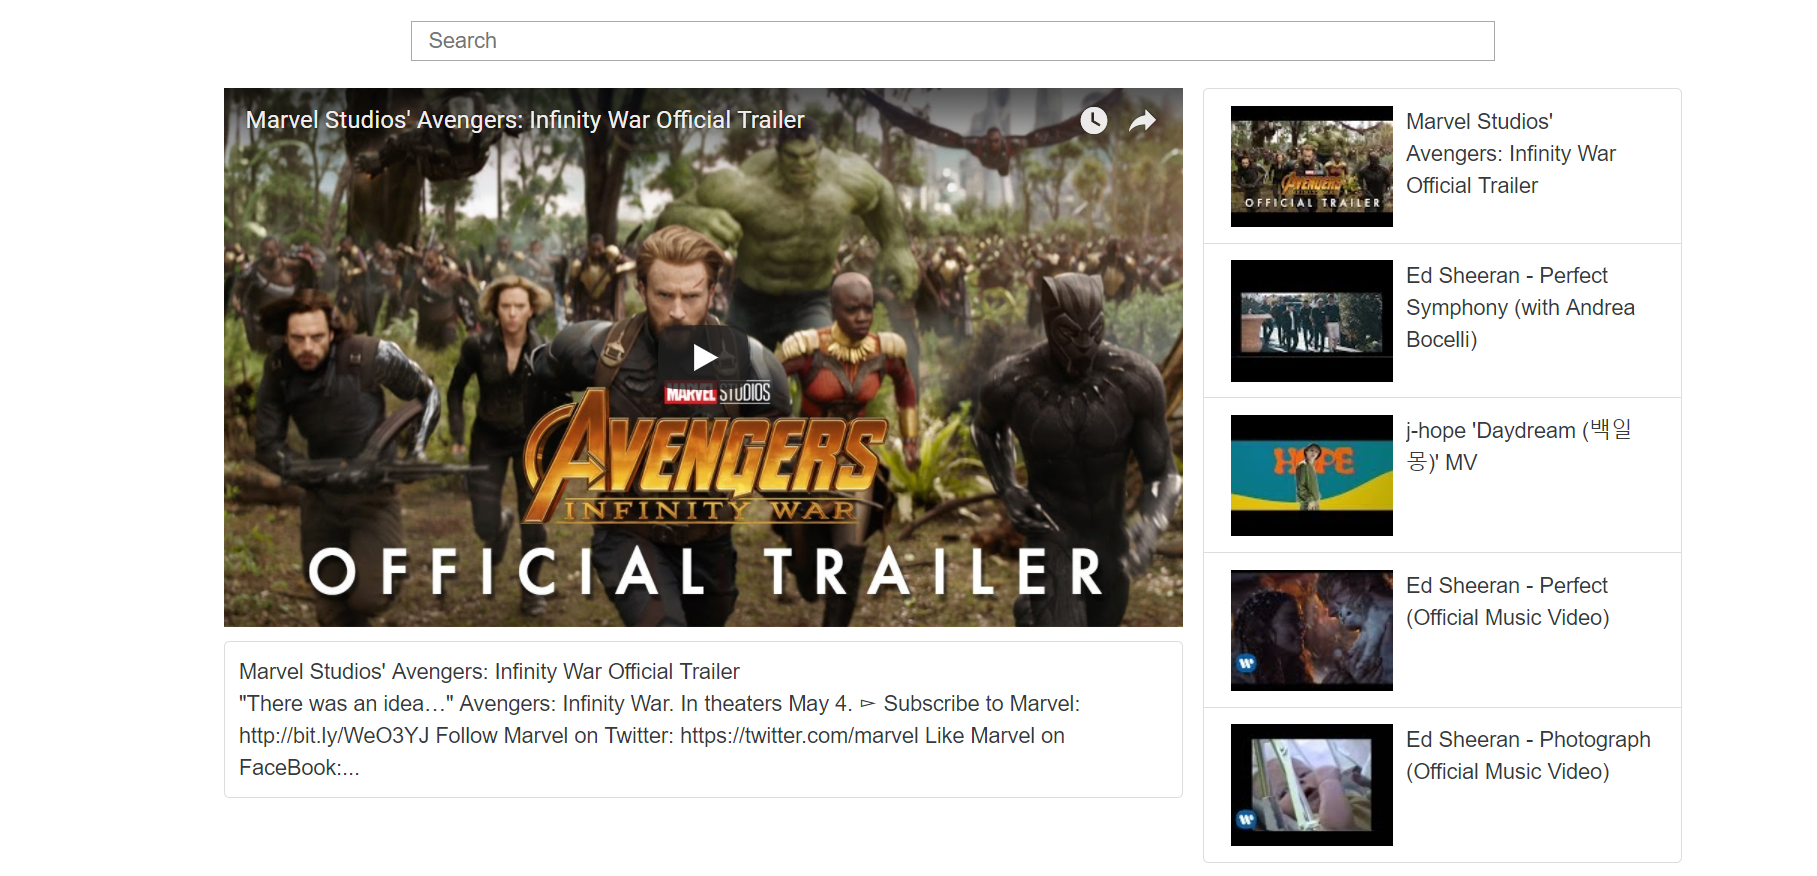 Search
Marvel Studios' Avengers: Infinity War Official Trailer
MARVEL STUDIOS
AVENGERS
INFINITY WAR
OFFICIAL TRAILER
Marvel Studios' Avengers: Infinity War Official Trailer
"There was an idea…" Avengers: Infinity War. In theaters May 4. ► Subscribe to Marvel:
http://bit.ly/WeO3YJ Follow Marvel on Twitter: https://twitter.com/marvel Like Marvel on
FaceBook:...
AVENGERS
OFFICIAL TRAILER
Marvel Studios'
Avengers: Infinity War
Official Trailer
Ed Sheeran - Perfect
Symphony (with Andrea
Bocelli)
HOPE
j-hope 'Daydream (백일
몽)' MV
Ed Sheeran - Perfect
(Official Music Video)
Ed Sheeran - Photograph
(Official Music Video)